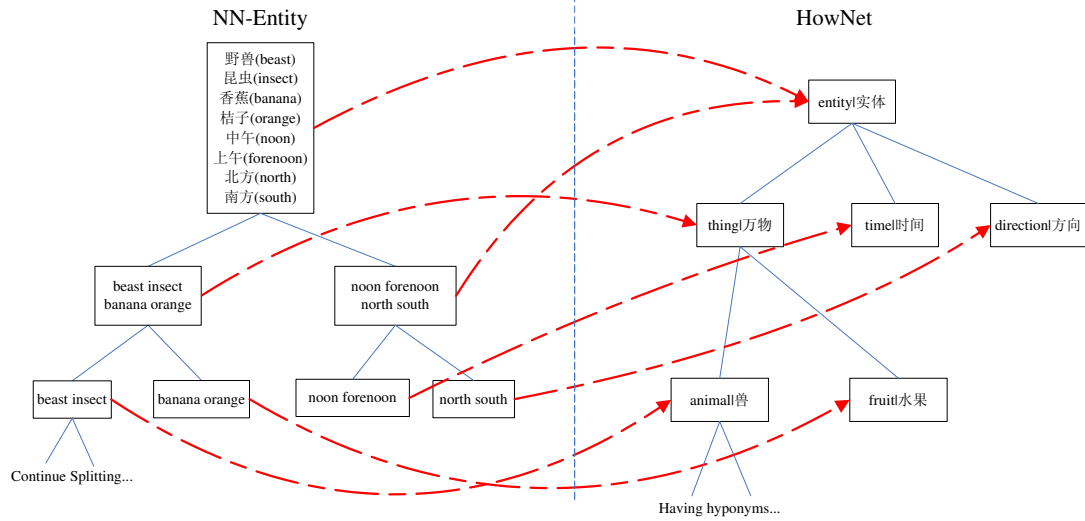 NN-Entity
HowNet
野兽(beast)
昆虫(insect)
香蕉(banana)
桔子(orange)
中午(noon)
上午(forenoon)
北方(north)
南方(south)
entity|实体
thing|万物
time|时间
direction|方向
beast insect
banana orange
noon forenoon
north south
beast insect
banana orange
noon forenoon
north south
animal|兽
fruit|水果
Continue Splitting...
Having hyponyms...